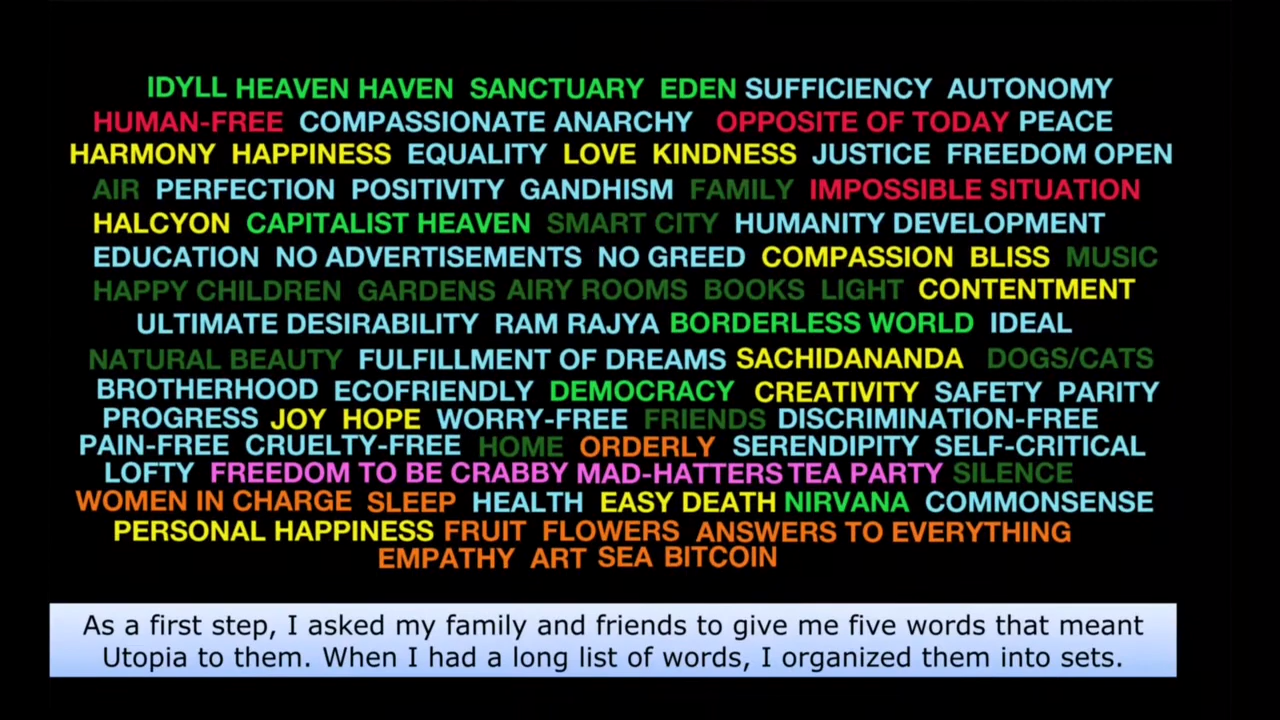 IDYLL HEAVEN HAVEN SANCTUARY EDEN SUFFICIENCY AUTONOMY
HUMAN-FREE COMPASSIONATE ANARCHY OPPOSITE OF TODAY PEACE
HARMONY HAPPINESS EQUALITY LOVE KINDNESS JUSTICE FREEDOM OPEN
AIR PERFECTION POSITIVITY GANDHISM FAMILY IMPOSSIBLE SITUATION
HALCYON CAPITALIST HEAVEN SMART CITY HUMANITY DEVELOPMENT
EDUCATION NO ADVERTISEMENTS NO GREED COMPASSION BLISS MUSIC
HAPPY CHILDREN GARDENS AIRY ROOMS BOOKS LIGHT CONTENTMENT
ULTIMATE DESIRABILITY RAM RAJYA BORDERLESS WORLD IDEAL
NATURAL BEAUTY FULFILLMENT OF DREAMS SACHIDANANDA DOGS/CATS
BROTHERHOOD ECOFRIENDLY DEMOCRACY CREATIVITY SAFETY PARITY
PROGRESS JOY HOPE WORRY-FREE FRIENDS DISCRIMINATION-FREE
PAIN-FREE CRUELTY-FREE HOME ORDERLY SERENDIPITY SELF-CRITICAL
LOFTY FREEDOM TO BE CRABBY MAD-HATTERS TEA PARTY SILENCE
WOMEN IN CHARGE SLEEP HEALTH EASY DEATH NIRVANA COMMONSENSE
PERSONAL HAPPINESS FRUIT FLOWERS ANSWERS TO EVERYTHING
EMPATHY ART SEA BITCOIN
As a first step, I asked my family and friends to give me five words that meant
Utopia to them. When I had a long list of words, I organized them into sets.